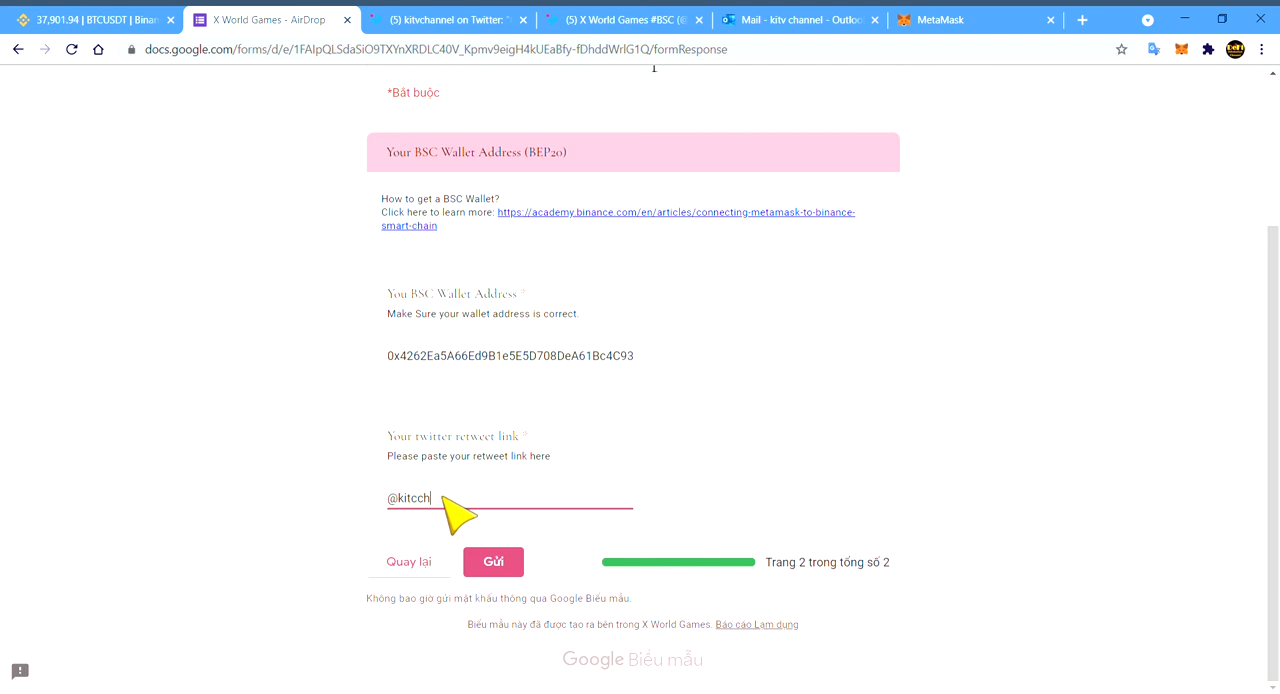 37,901.94 | BTCUSDT | Binan
X World Games - AirDrop
(5) kitvchannel on Twitter: "
(5) X World Games #BSC (@
Mail - kitv channel - Outloo
MetaMask
docs.google.com/forms/d/e/1FAIpQLSdaSiO9TXYnXRDLC40V_Kpmv9eigH4kUEaBfy-fDhddWrlG1Q/formResponse
*Bắt buộc
Your BSC Wallet Address (BEP20)
How to get a BSC Wallet?
Click here to learn more: https://academy.binance.com/en/articles/connecting-metamask-to-binance-
smart-chain
You BSC Wallet Address *
Make Sure your wallet address is correct.
0x4262Ea5A66Ed9B1e5E5D708DeA61Bc4C93
Your twitter retweet link *
Please paste your retweet link here
@kitcch
Quay lại
Gửi
Trang 2 trong tổng số 2
Không bao giờ gửi mật khẩu thông qua Google Biểu mẫu.
Biểu mẫu này đã được tạo ra bên trong X World Games. Báo cáo Lạm dụng
Google Biểu mẫu